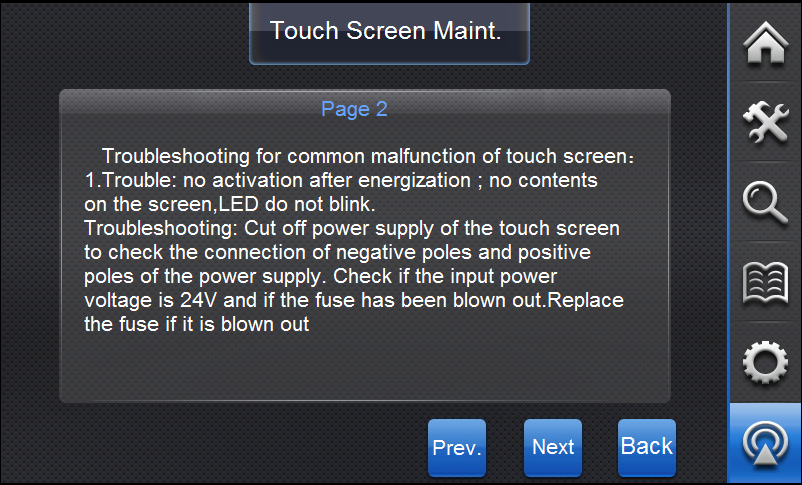 Touch Screen Maint.
Page 2
Troubleshooting for common malfunction of touch screen:
1.Trouble: no activation after energization ; no contents
on the screen,LED do not blink.
Troubleshooting: Cut off power supply of the touch screen
to check the connection of negative poles and positive
poles of the power supply. Check if the input power
voltage is 24V and if the fuse has been blown out.Replace
the fuse if it is blown out
Prev.
Next
Back